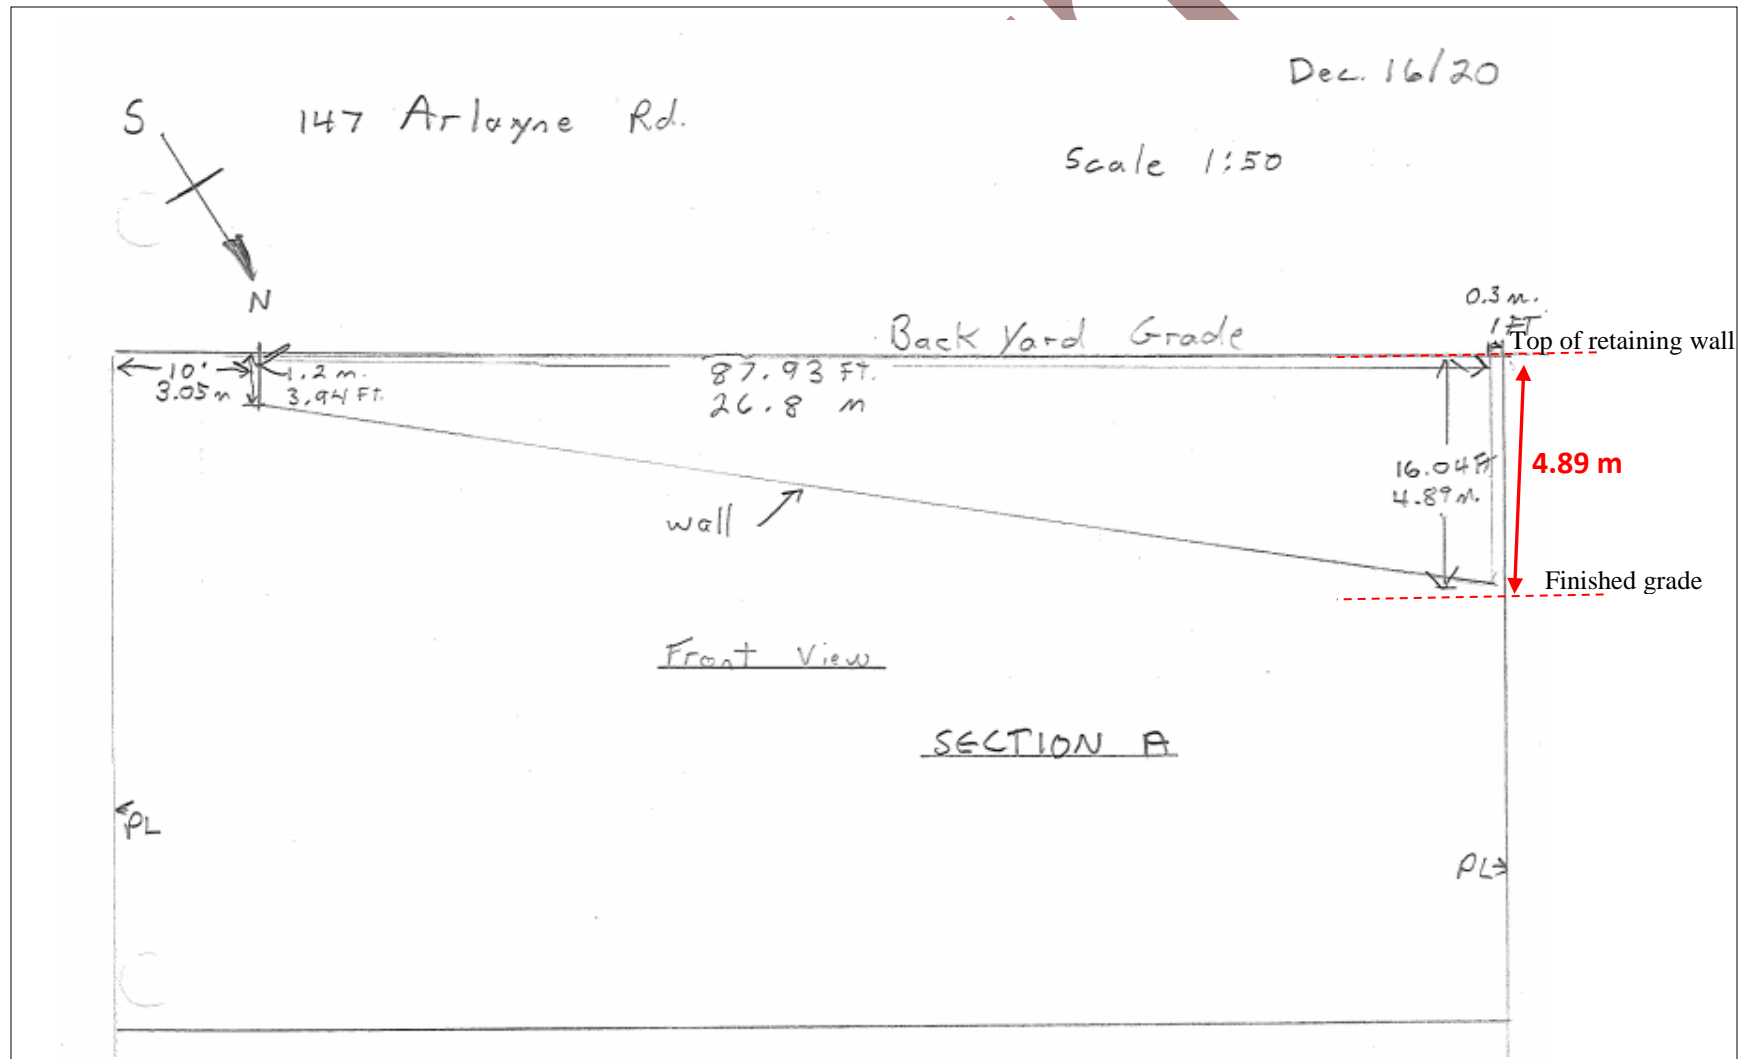 Dec. 16/20
S
147 Arlayne Rd.
Scale 1:50
N
0.3 m.
1 FT
Back Yard Grade
Top of retaining wall
10'
3.05 m
1.2 m.
3.94 FT.
87.93 FT.
26.8 m
16.04 Ft
4.89 m.
4.89 m
wall
Finished grade
Front View
SECTION A
PL
PL